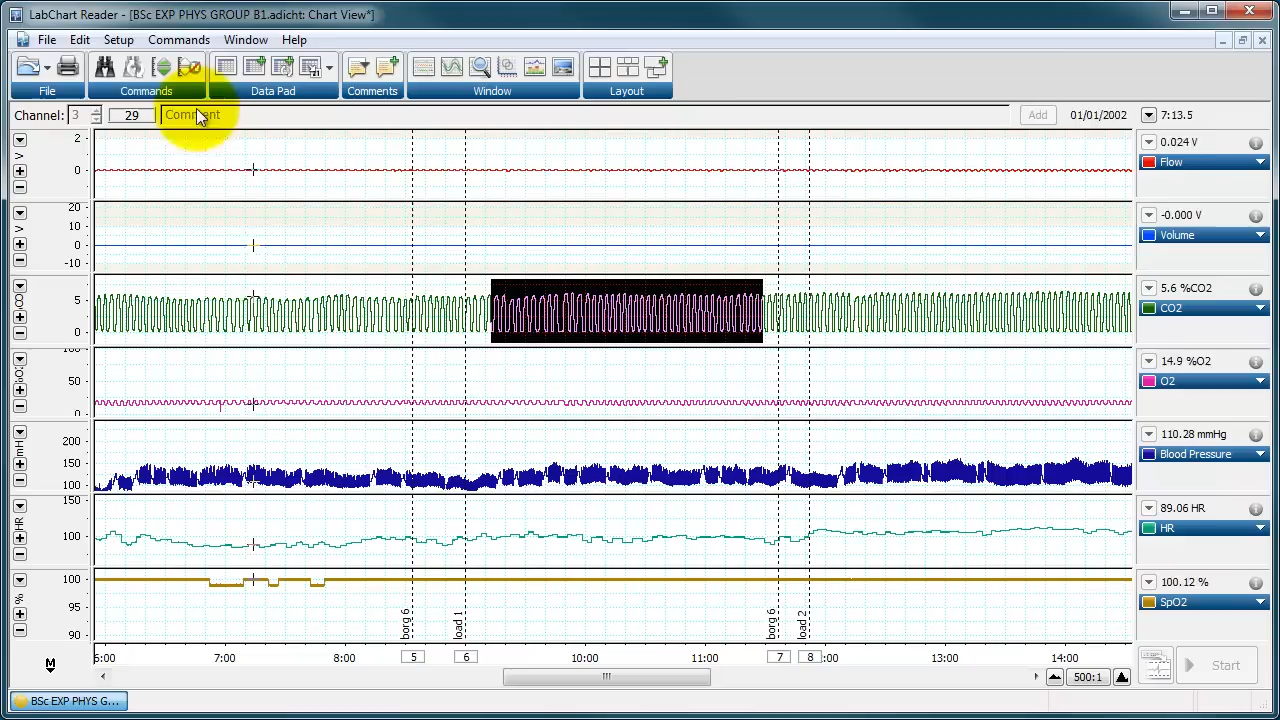 LabChart Reader - [BSc EXP PHYS GROUP B1.adicht: Chart View*]
File Edit Setup Commands Window Help
File Commands Data Pad Comments Window Layout
Channel: 3 29 Comment Add 01/01/2002 7:13.5
2
0
0.024 V
Flow
20
10
0
-10
-0.000 V
Volume
5
0
5.6 %CO2
CO2
50
0
14.9 %O2
O2
200
150
100
110.28 mmHg
Blood Pressure
150
100
HR
89.06 HR
HR
100
95
90
%
100.12 %
SpO2
borg 6
load 1
borg 6
load 2
7:00 8:00 5 6 10:00 11:00 7 8 :00 13:00 14:00
M
500:1
Start
BSc EXP PHYS G...